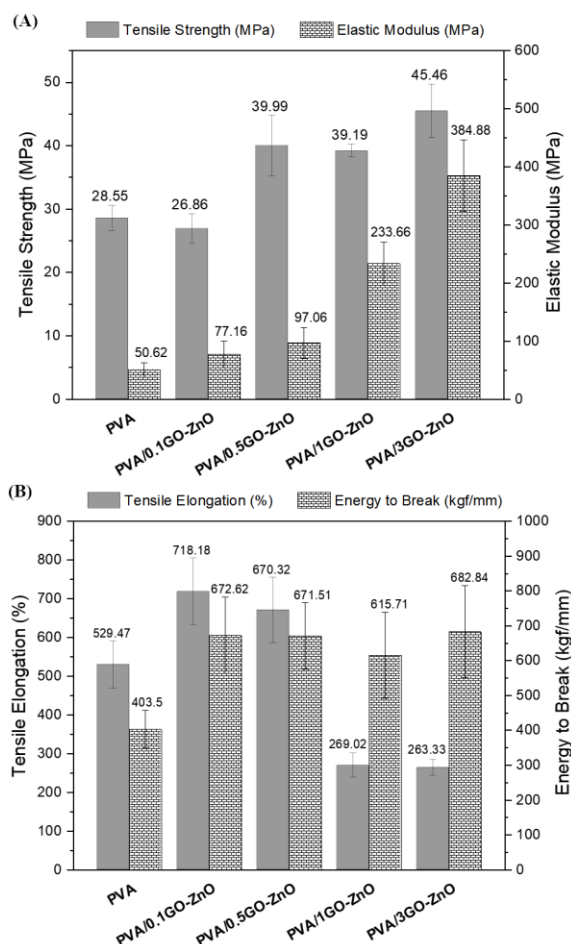 (A)
Tensile Strength (MPa) Elastic Modulus (MPa)
60 600
50 500
40 400
30 300
20 200
10 100
0 0
Tensile Strength (MPa)
Elastic Modulus (MPa)
28.55 50.62
26.86 77.16
39.99 97.06
39.19 233.66
45.46 384.88
PVA PVA/0.1GO-ZnO PVA/0.5GO-ZnO PVA/1GO-ZnO PVA/3GO-ZnO
(B)
Tensile Elongation (%) Energy to Break (kgf/mm)
900 1000
800 900
700 800
600 700
500 600
400 500
300 400
200 300
100 200
0 100
0
Tensile Elongation (%)
Energy to Break (kgf/mm)
529.47 403.5
718.18 672.62
670.32 671.51
269.02 615.71
263.33 682.84
PVA PVA/0.1GO-ZnO PVA/0.5GO-ZnO PVA/1GO-ZnO PVA/3GO-ZnO